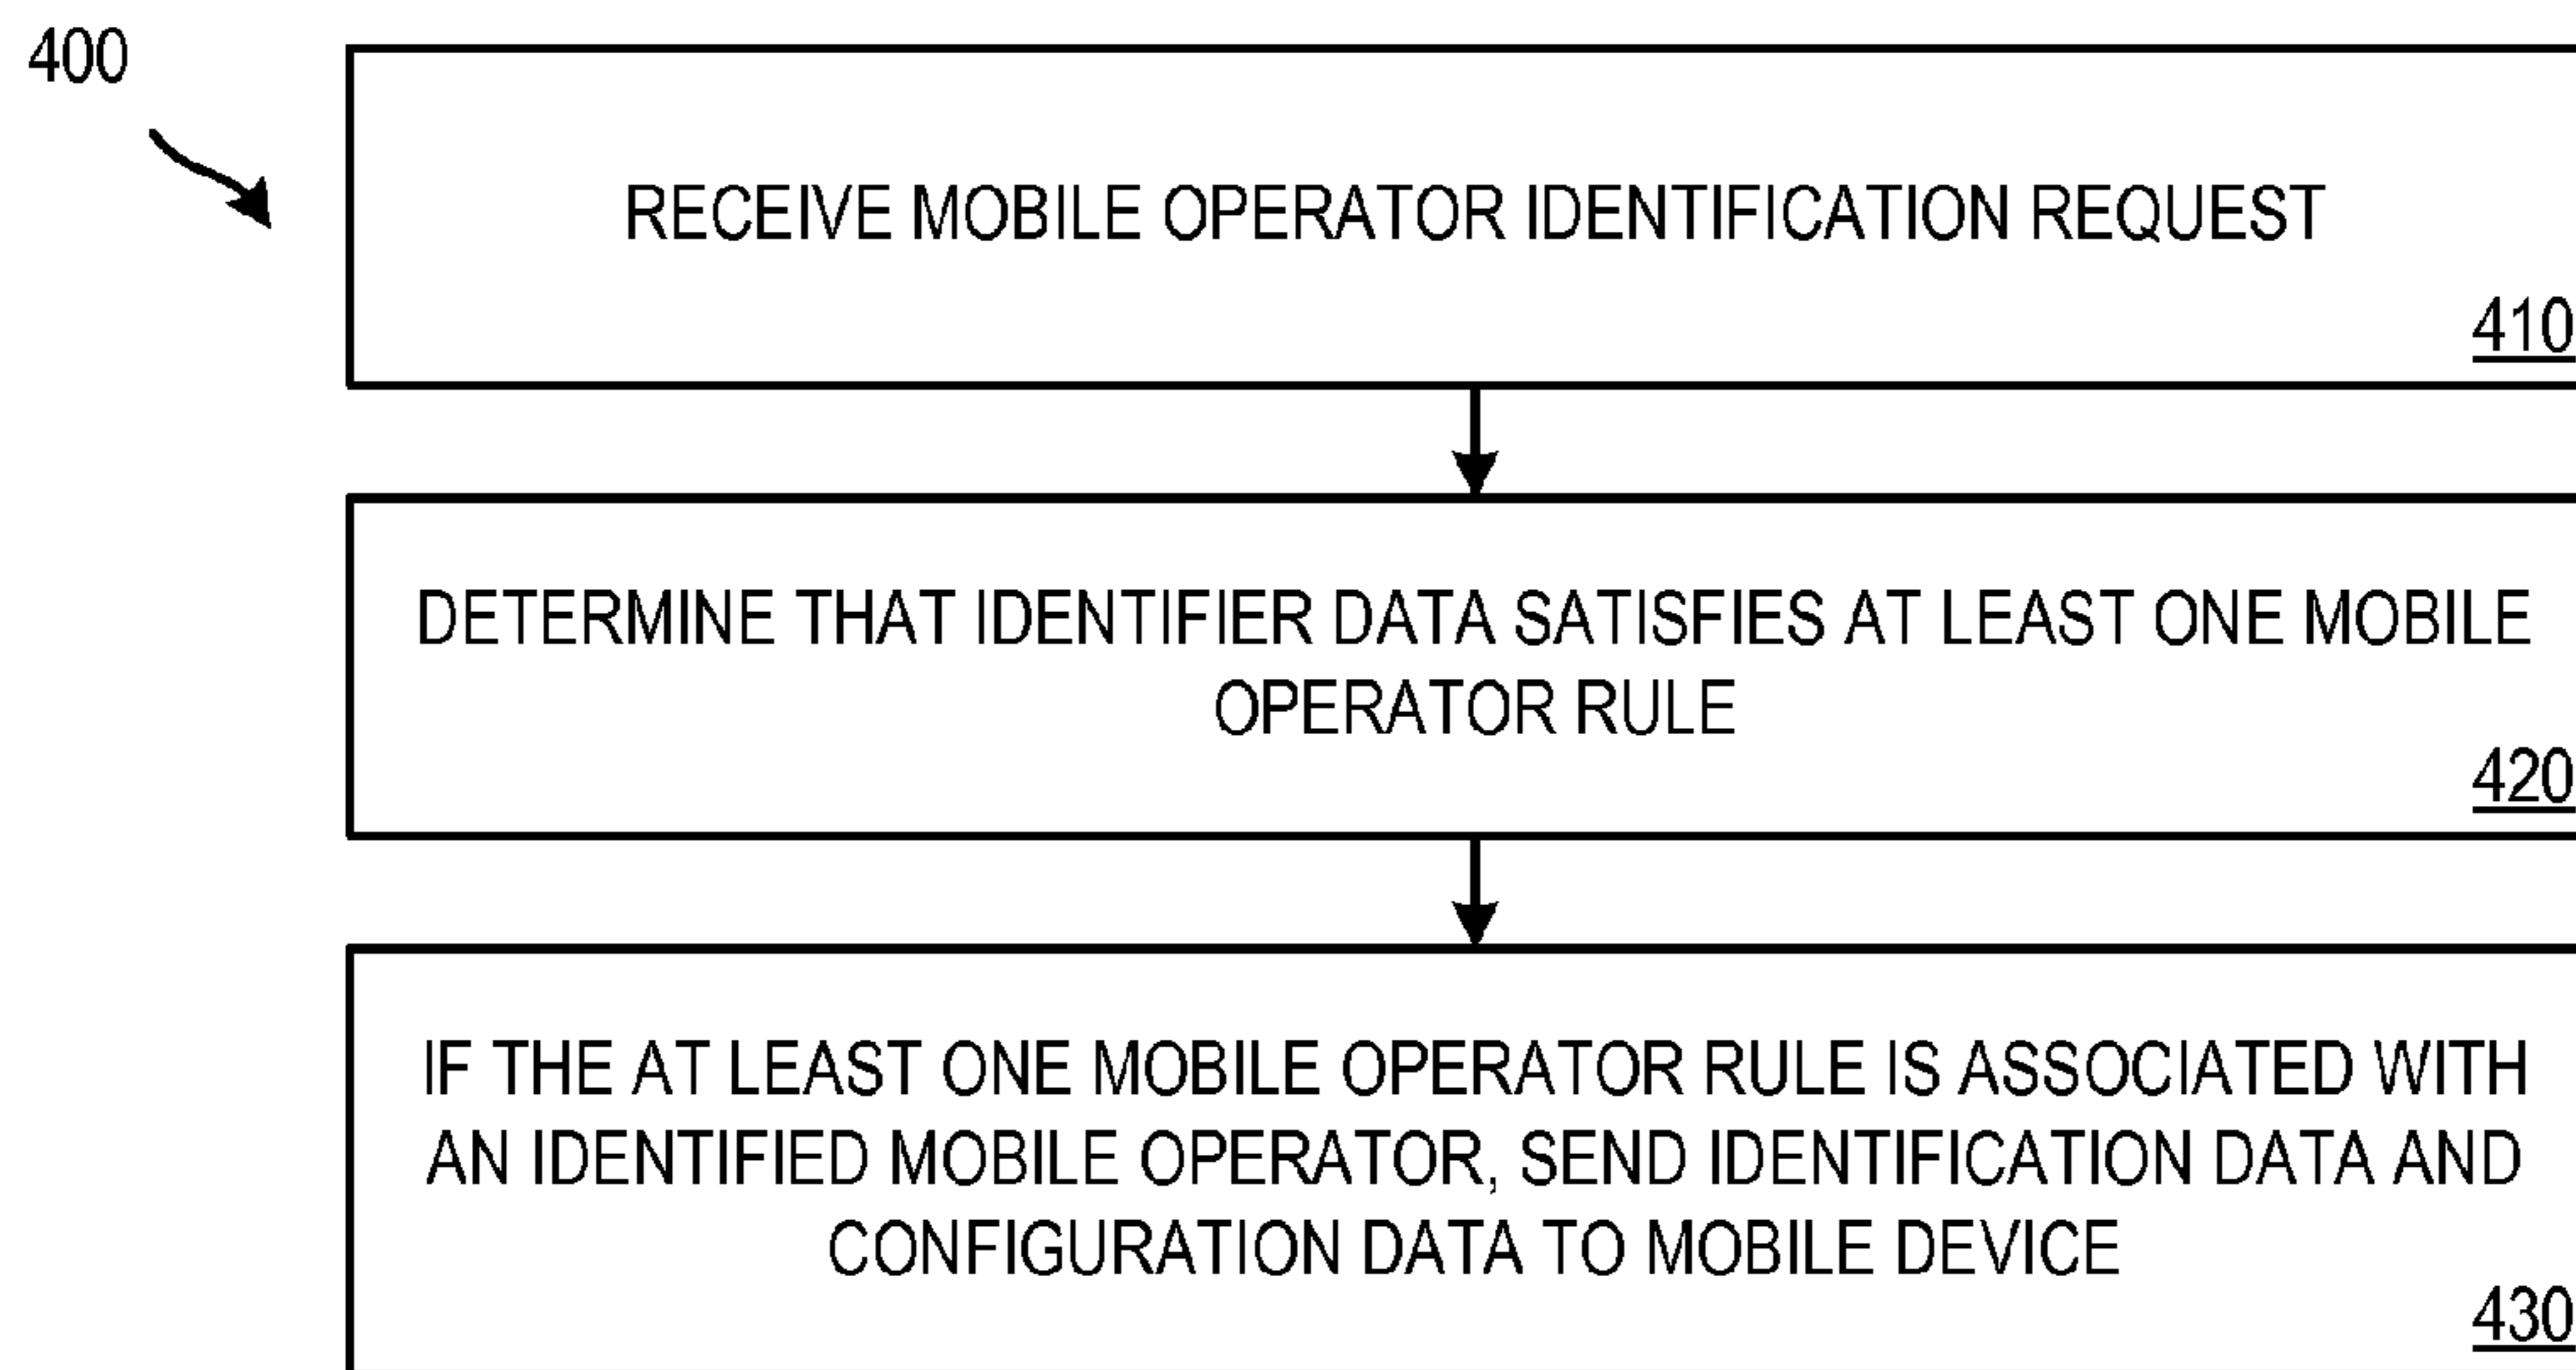 400
RECEIVE MOBILE OPERATOR IDENTIFICATION REQUEST
410
DETERMINE THAT IDENTIFIER DATA SATISFIES AT LEAST ONE MOBILE
OPERATOR RULE
420
IF THE AT LEAST ONE MOBILE OPERATOR RULE IS ASSOCIATED WITH
AN IDENTIFIED MOBILE OPERATOR, SEND IDENTIFICATION DATA AND
CONFIGURATION DATA TO MOBILE DEVICE
430